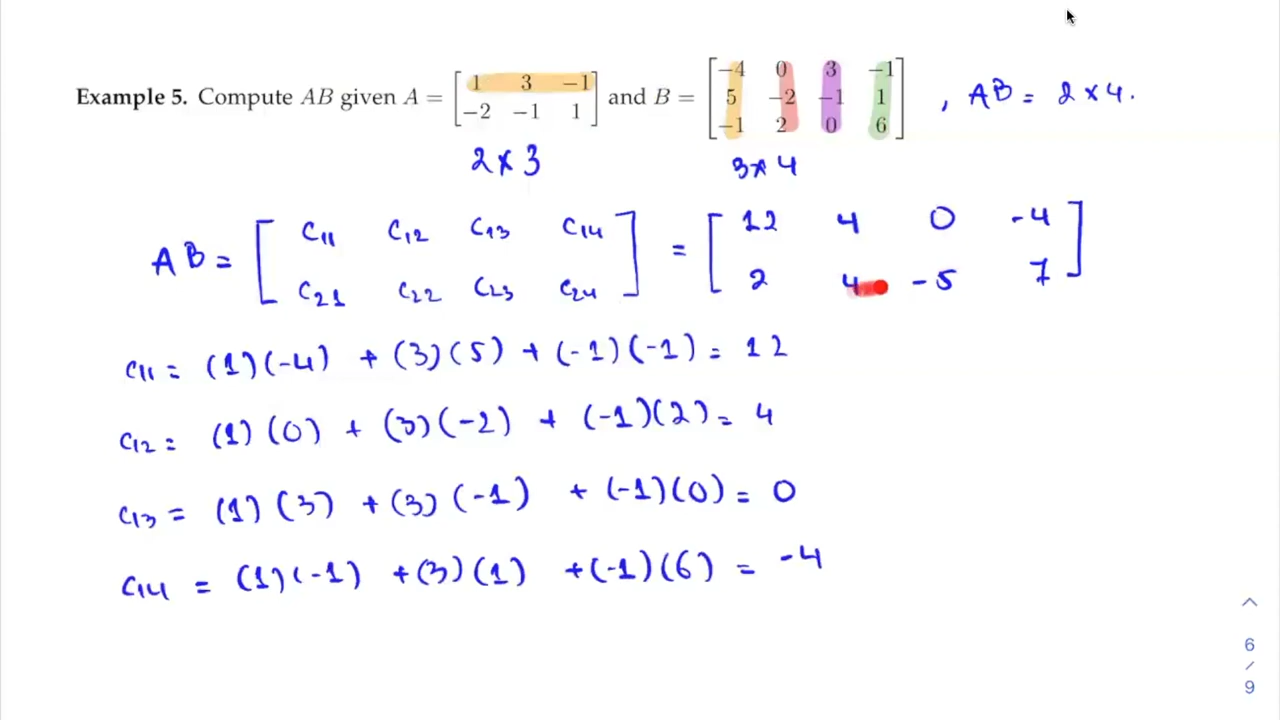 Example 5. Compute AB given A = [1 3 −1; −2 −1 1] and B = [−4 0 3 −1; 5 −2 −1 1; −1 2 0 6] , AB = 2 × 4.
2 × 3 3 × 4
AB = [C11 C12 C13 C14; C21 C22 C23 C24] = [12 4 0 -4; 2 4 -5 7]
C11 = (1)(-4) + (3)(5) + (-1)(-1) = 12
C12 = (1)(0) + (3)(-2) + (-1)(2) = 4
C13 = (1)(3) + (3)(-1) + (-1)(0) = 0
C14 = (1)(-1) + (3)(1) + (-1)(6) = -4
6
/
9